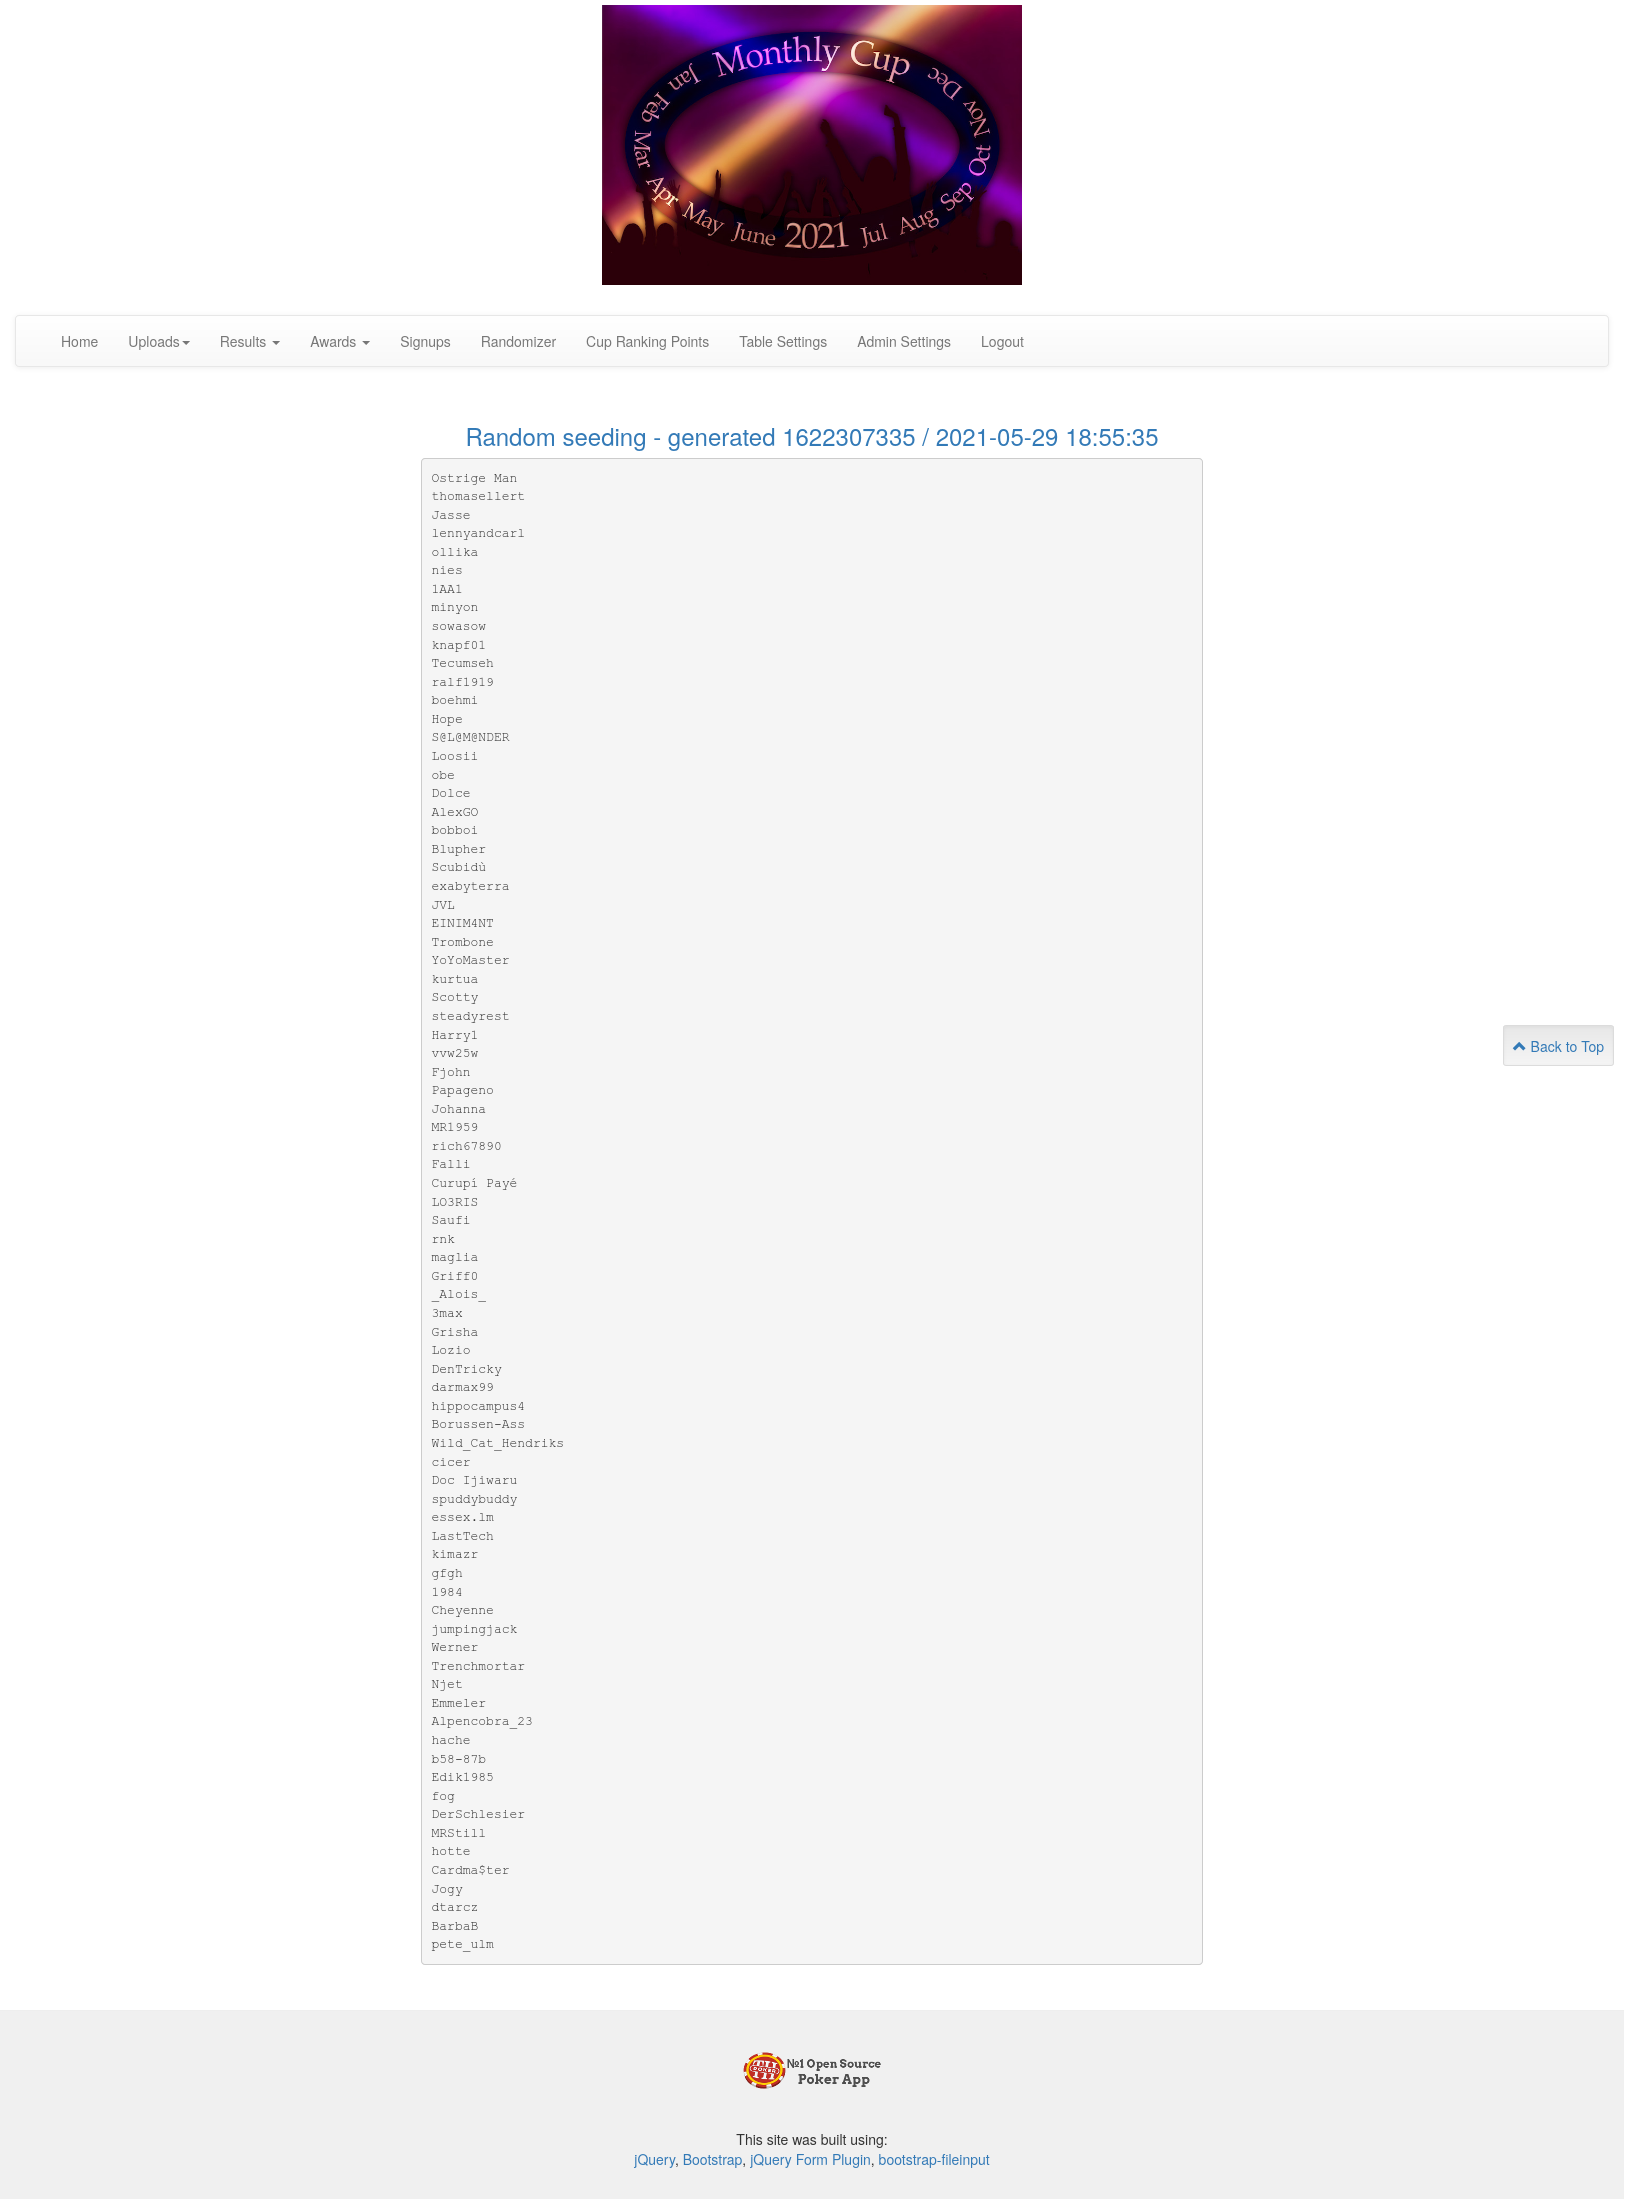 Monthly Cup
Jan Feb Mar Apr May June 2021 Jul Aug Sep Oct Nov Dec
Home Uploads Results Awards Signups Randomizer Cup Ranking Points Table Settings Admin Settings Logout
Random seeding - generated 1622307335 / 2021-05-29 18:55:35
Ostrige Man
thomasellert
Jasse
lennyandcarl
ollika
nies
1AA1
minyon
sowasow
knapf01
Tecumseh
ralf1919
boehmi
Hope
S@L@M@NDER
Loosii
obe
Dolce
AlexGO
bobboi
Blupher
Scubidù
exabyterra
JVL
EINIM4NT
Trombone
YoYoMaster
kurtua
Scotty
steadyrest
Harry1
vvw25w
Fjohn
Papageno
Johanna
MR1959
rich67890
Falli
Curupí Payé
LO3RIS
Saufi
rnk
maglia
Griff0
_Alois_
3max
Grisha
Lozio
DenTricky
darmax99
hippocampus4
Borussen-Ass
Wild_Cat_Hendriks
cicer
Doc Ijiwaru
spuddybuddy
essex.lm
LastTech
kimazr
gfgh
1984
Cheyenne
jumpingjack
Werner
Trenchmortar
Njet
Emmeler
Alpencobra_23
hache
b58-87b
Edik1985
fog
DerSchlesier
MRStill
hotte
Cardma$ter
Jogy
dtarcz
BarbaB
pete_ulm
Back to Top
№1 Open Source
Poker App
This site was built using:
jQuery, Bootstrap, jQuery Form Plugin, bootstrap-fileinput